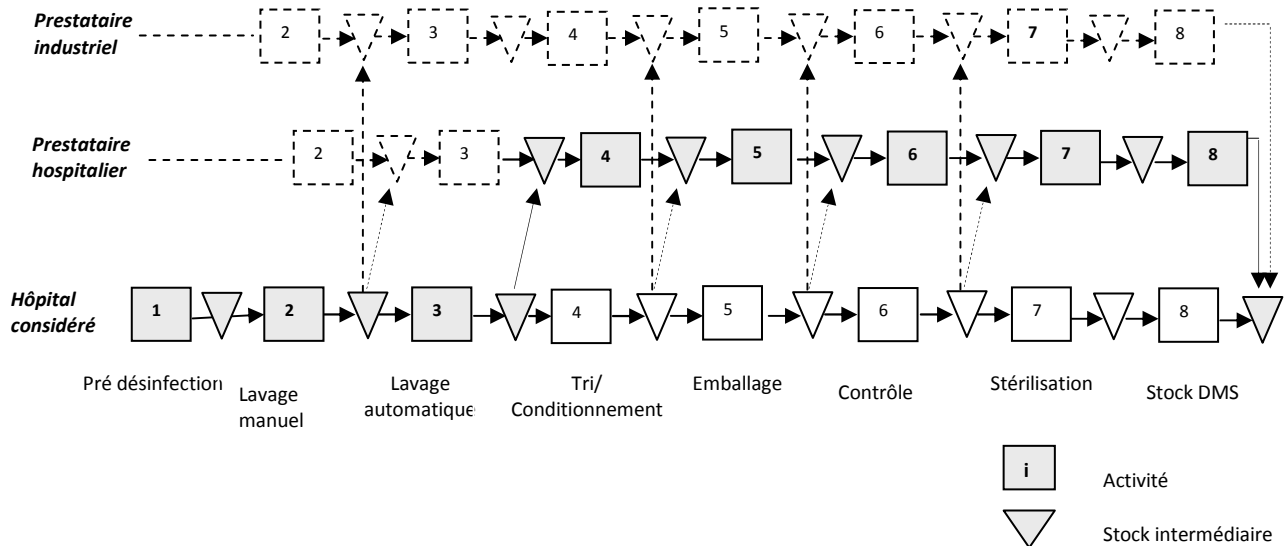 Prestataire
industriel
2 3 4 5 6 7 8
Prestataire
hospitalier
2 3 4 5 6 7 8
Hôpital
considéré
1 2 3 4 5 6 7 8
Pré désinfection
Lavage
manuel
Lavage
automatique
Tri/
Conditionnement
Emballage
Contrôle
Stérilisation
Stock DMS
i
Activité
Stock intermédiaire